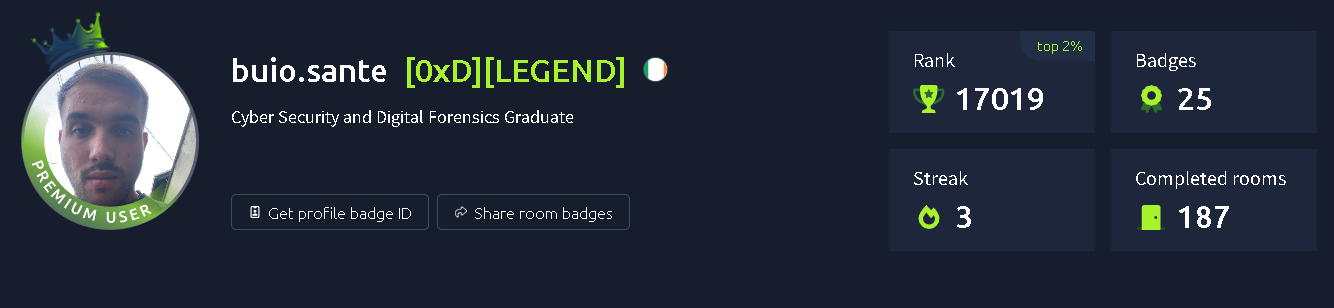 buio.sante [0xD][LEGEND]
Cyber Security and Digital Forensics Graduate
PREMIUM USER
Get profile badge ID
Share room badges
top 2%
Rank
17019
Badges
25
Streak
3
Completed rooms
187